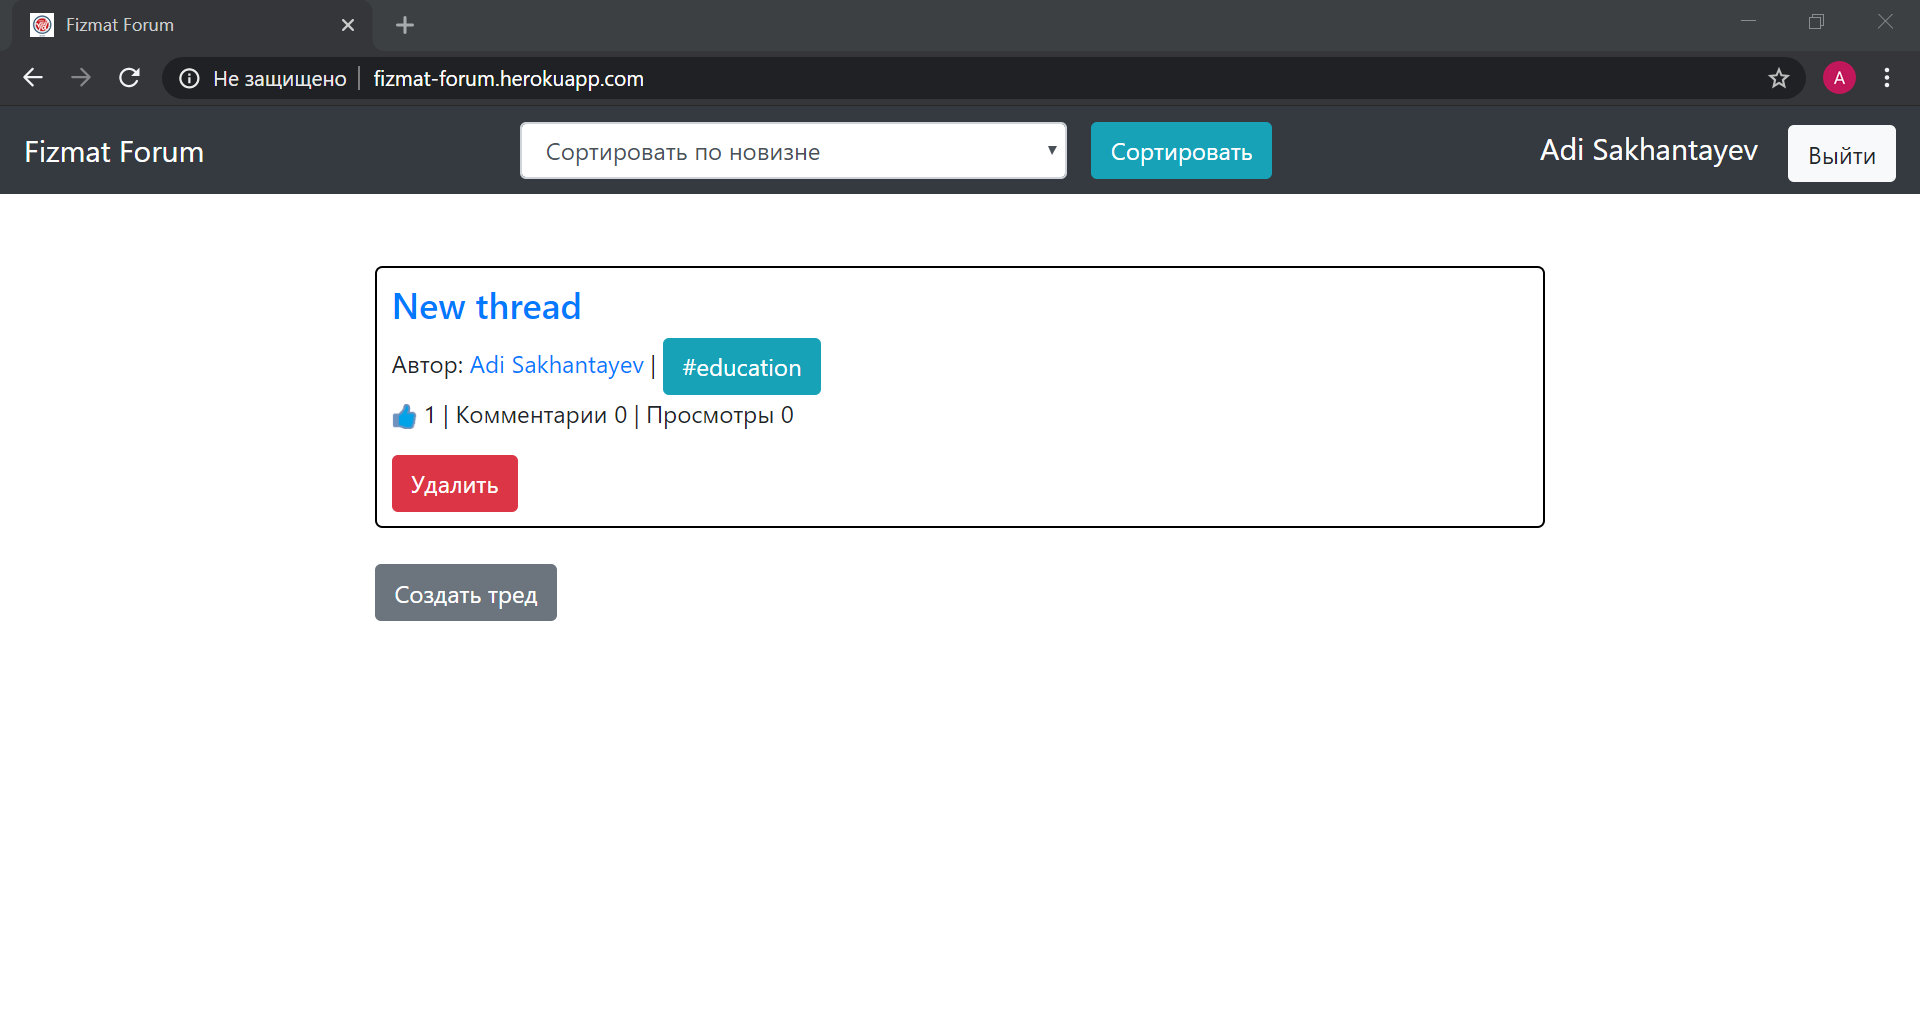 Fizmat Forum
Не защищено | fizmat-forum.herokuapp.com
A
Fizmat Forum
Сортировать по новизне
Сортировать
Adi Sakhantayev
Выйти
New thread
Автор: Adi Sakhantayev | #education
1 | Комментарии 0 | Просмотры 0
Удалить
Создать тред